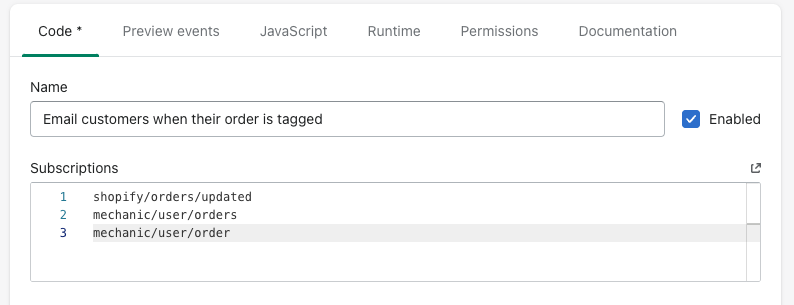 Code * Preview events JavaScript Runtime Permissions Documentation
Name
Email customers when their order is tagged Enabled
Subscriptions
1 shopify/orders/updated
2 mechanic/user/orders
3 mechanic/user/order